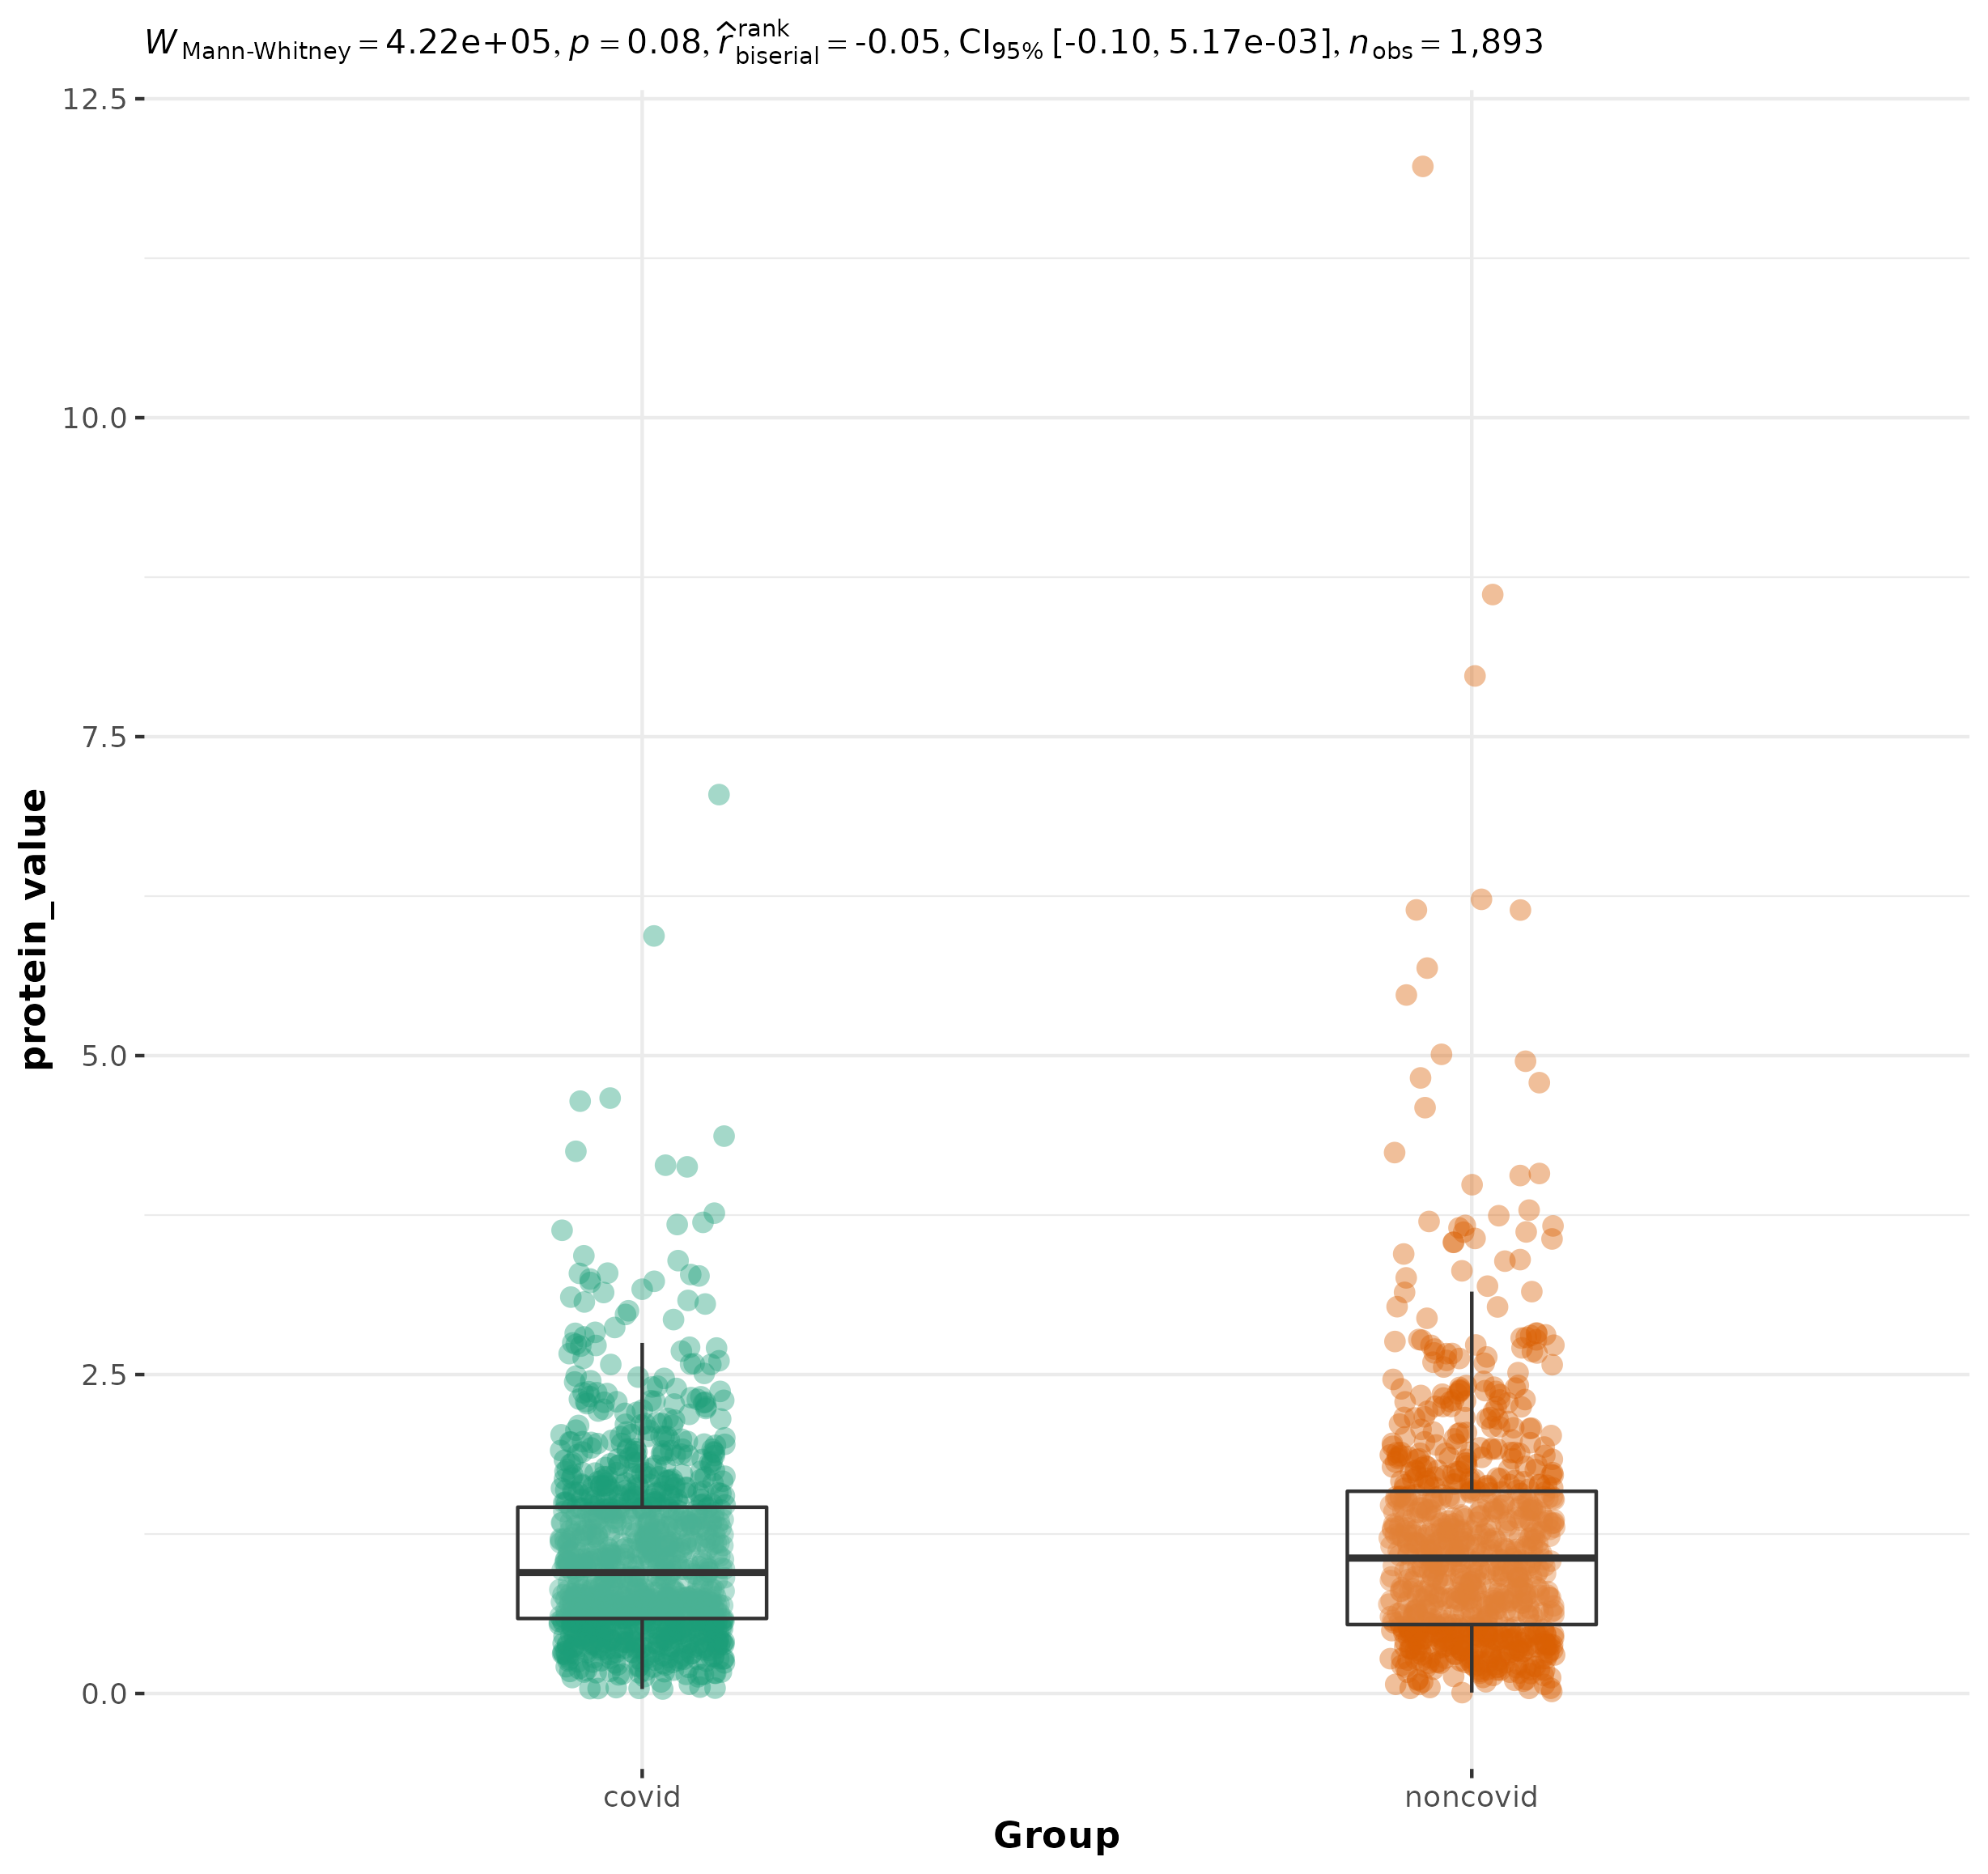 W Mann-Whitney = 4.22e+05, p = 0.08, r̂ rank biserial = -0.05, CI95% [-0.10, 5.17e-03], n obs = 1,893
12.5
10.0
7.5
5.0
2.5
0.0
protein_value
covid noncovid
Group